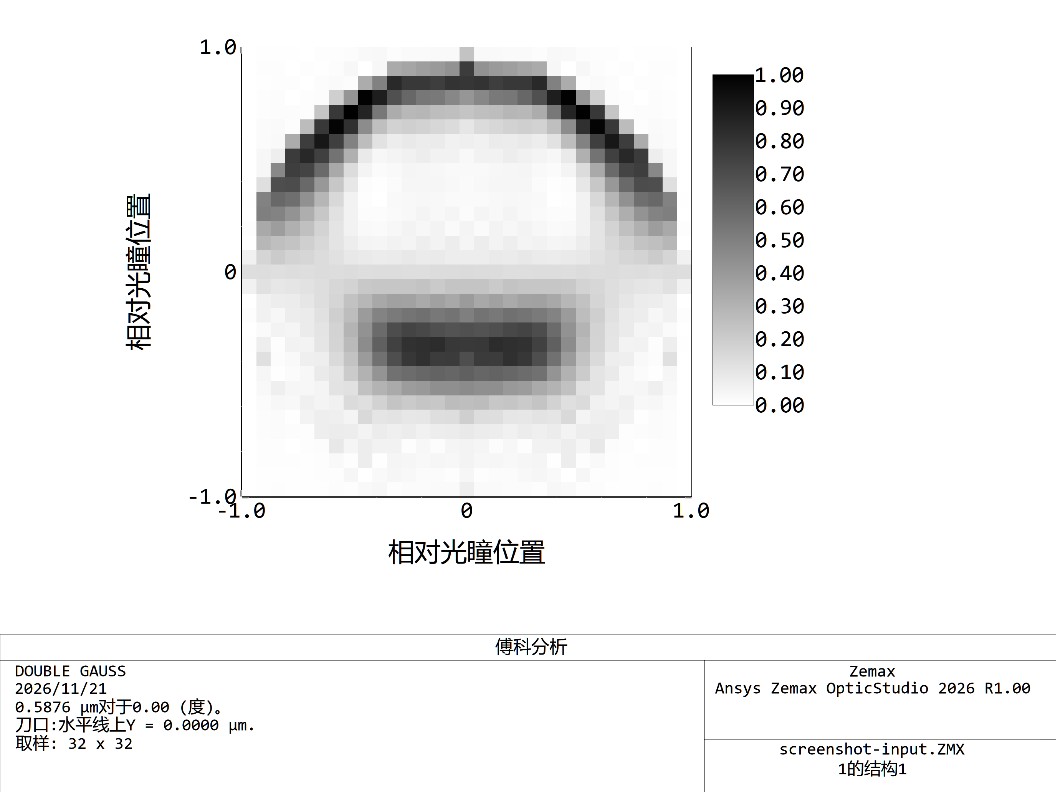 1.0
0
-1.0
-1.0
0
1.0
相对光瞳位置
相对光瞳位置
1.00
0.90
0.80
0.70
0.60
0.50
0.40
0.30
0.20
0.10
0.00
傅科分析
DOUBLE GAUSS
2026/11/21
0.5876 µm对于0.00 (度)。
刀口:水平线上Y = 0.0000 µm.
取样: 32 x 32
Zemax
Ansys Zemax OpticStudio 2026 R1.00
screenshot-input.ZMX
1的结构1